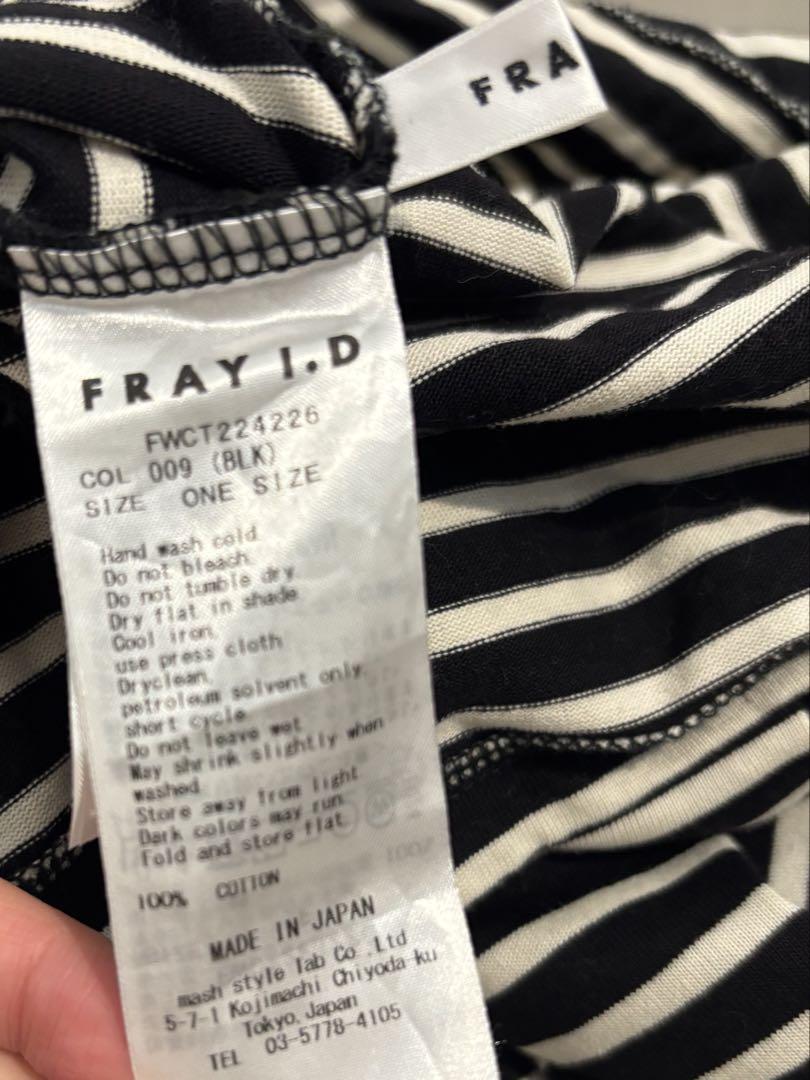 FRA
FRAY I.D
FWCT224226
COL 009 (BLK)
SIZE ONE SIZE
Hand wash cold.
Do not bleach.
Do not tumble dry
Dry flat in shade
Cool iron.
use press cloth
Dryclean.
petroleum solvent only.
short cycle
Do not leave wet
May shrink slightly when
washed.
Store away from light
Dark colors may run.
Fold and store flat.
100% COTTON
MADE IN JAPAN
mash style lab Co.,Ltd
5-7-1 Kojimachi Chiyoda-ku
Tokyo,Japan
TEL 03-5778-4105